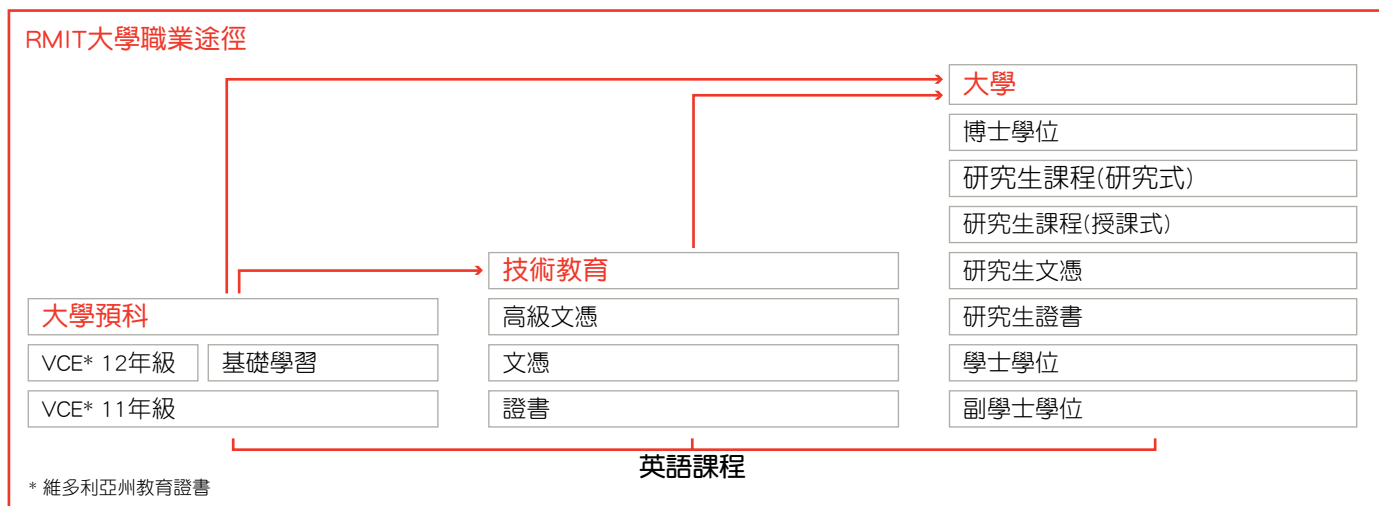 RMIT大學職業途徑
大學
博士學位
研究生課程(研究式)
研究生課程(授課式)
研究生文憑
研究生證書
學士學位
副學士學位
技術教育
高級文憑
文憑
證書
大學預科
VCE* 12年級
基礎學習
VCE* 11年級
英語課程
* 維多利亞州教育證書